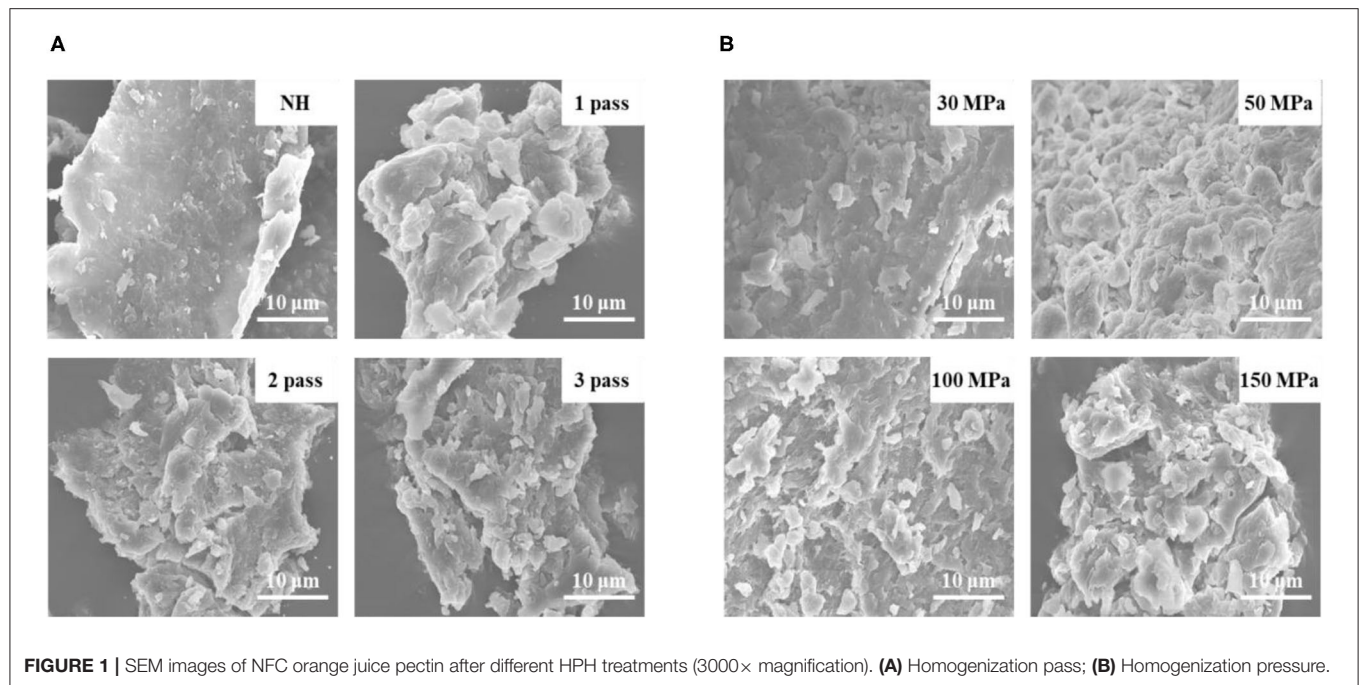 A
B
NH
10 µm
1 pass
10 µm
30 MPa
10 µm
50 MPa
10 µm
2 pass
10 µm
3 pass
10 µm
100 MPa
10 µm
150 MPa
10 µm
FIGURE 1 | SEM images of NFC orange juice pectin after different HPH treatments (3000× magnification). (A) Homogenization pass; (B) Homogenization pressure.